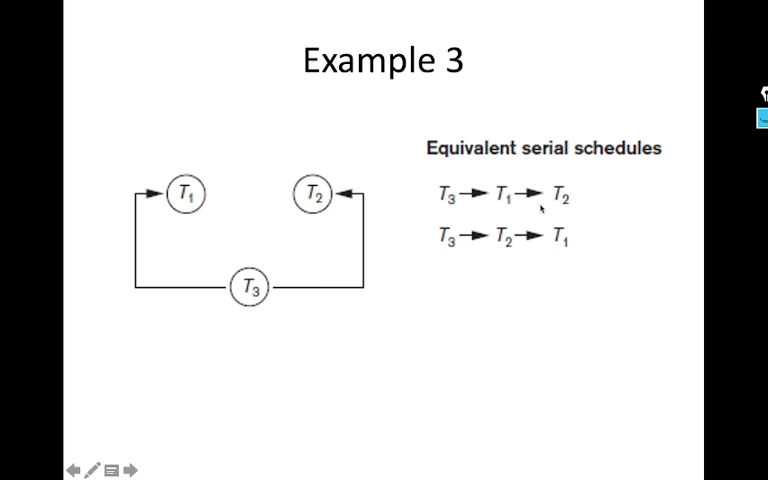 Example 3
Equivalent serial schedules
T₃ → T₁ → T₂
T₃ → T₂ → T₁
T₁
T₂
T₃